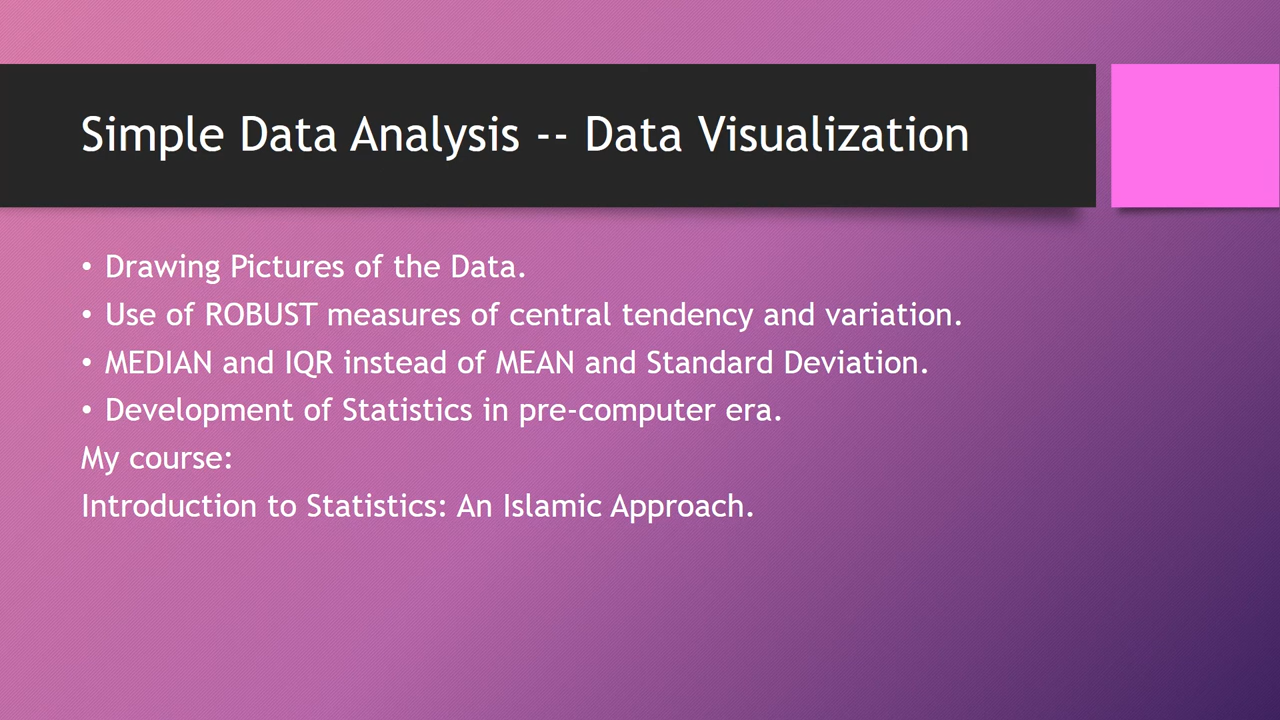 Simple Data Analysis -- Data Visualization
• Drawing Pictures of the Data.
• Use of ROBUST measures of central tendency and variation.
• MEDIAN and IQR instead of MEAN and Standard Deviation.
• Development of Statistics in pre-computer era.
My course:
Introduction to Statistics: An Islamic Approach.